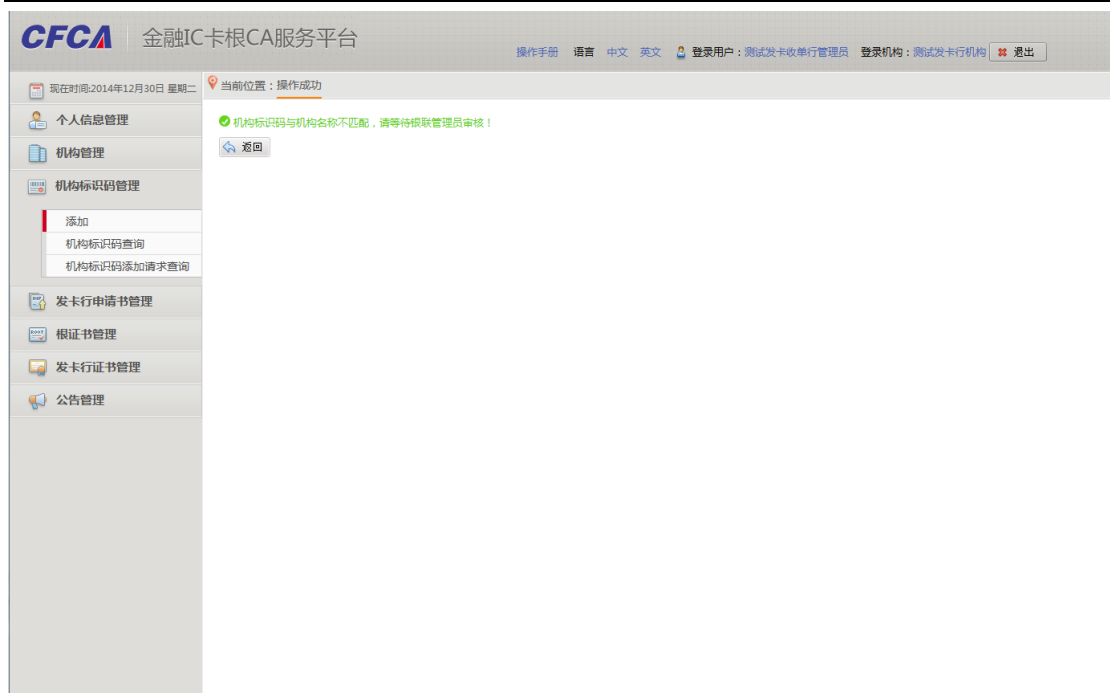 CFCA 金融IC卡根CA服务平台
操作手册 语言 中文 英文 登录用户：测试发卡收单行管理员 登录机构：测试发卡行机构 退出
现在时间:2014年12月30日 星期二
当前位置：操作成功
个人信息管理
机构标识码与机构名称不匹配，请等待银联管理员审核！
机构管理
返回
机构标识码管理
添加
机构标识码查询
机构标识码添加请求查询
发卡行申请书管理
根证书管理
发卡行证书管理
公告管理